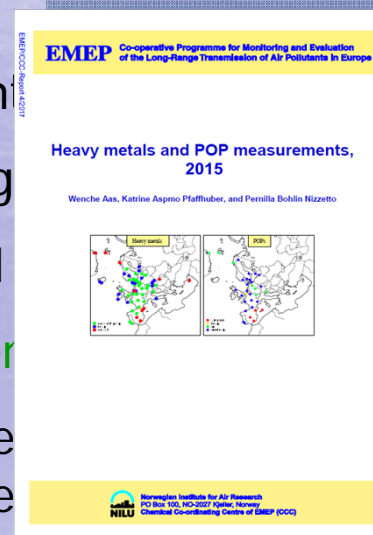 EMEP/CCC-Report 4/2017
EMEP Co-operative Programme for Monitoring and Evaluation
of the Long-Range Transmission of Air Pollutants in Europe
Heavy metals and POP measurements,
2015
Wenche Aas, Katrine Aspmo Pfaffhuber, and Pernilla Bohlin Nizzetto
Heavy metals
POPs
NILU
Norwegian Institute for Air Research
PO Box 100, NO-2027 Kjeller, Norway
Chemical Co-ordinating Centre of EMEP (CCC)